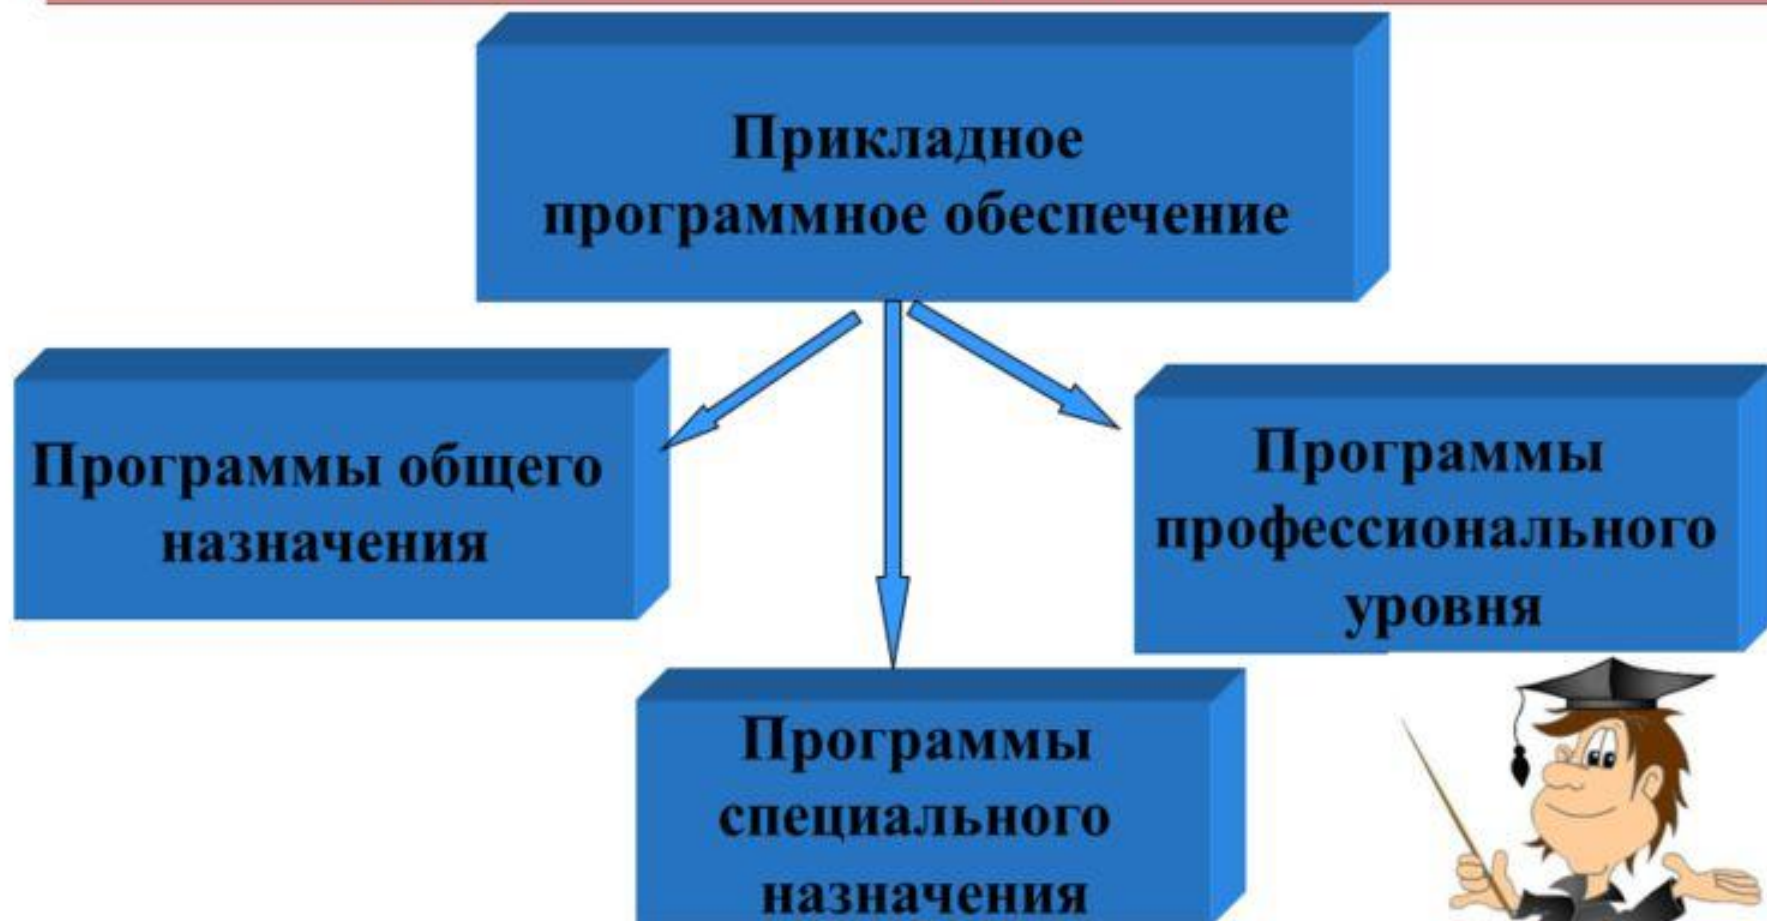 Прикладное
программное обеспечение
Программы общего
назначения
Программы
профессионального
уровня
Программы
специального
назначения